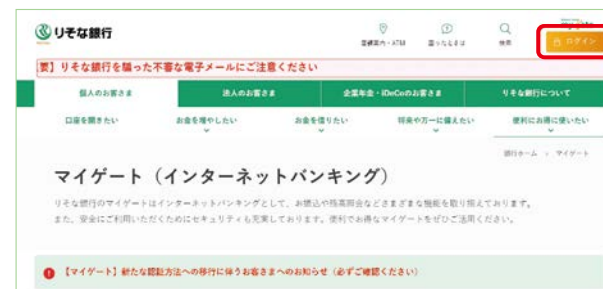 りそな銀行
店舗案内・ATM
困ったときは
検索
ログイン
【要】りそな銀行を騙った不審な電子メールにご注意ください
個人のお客さま
法人のお客さま
企業年金・iDeCoのお客さま
りそな銀行について
口座を開きたい
お金を増やしたい
お金を借りたい
将来や万一に備えたい
便利にお得に使いたい
銀行ホーム > マイゲート
マイゲート（インターネットバンキング）
りそな銀行のマイゲートはインターネットバンキングとして、お振込や残高照会などさまざまな機能を取り揃えております。
また、安全にご利用いただくためにセキュリティも充実しております。便利でお得なマイゲートをぜひご活用ください。
【マイゲート】新たな認証方法への移行に伴うお客さまへのお知らせ（必ずご確認ください）